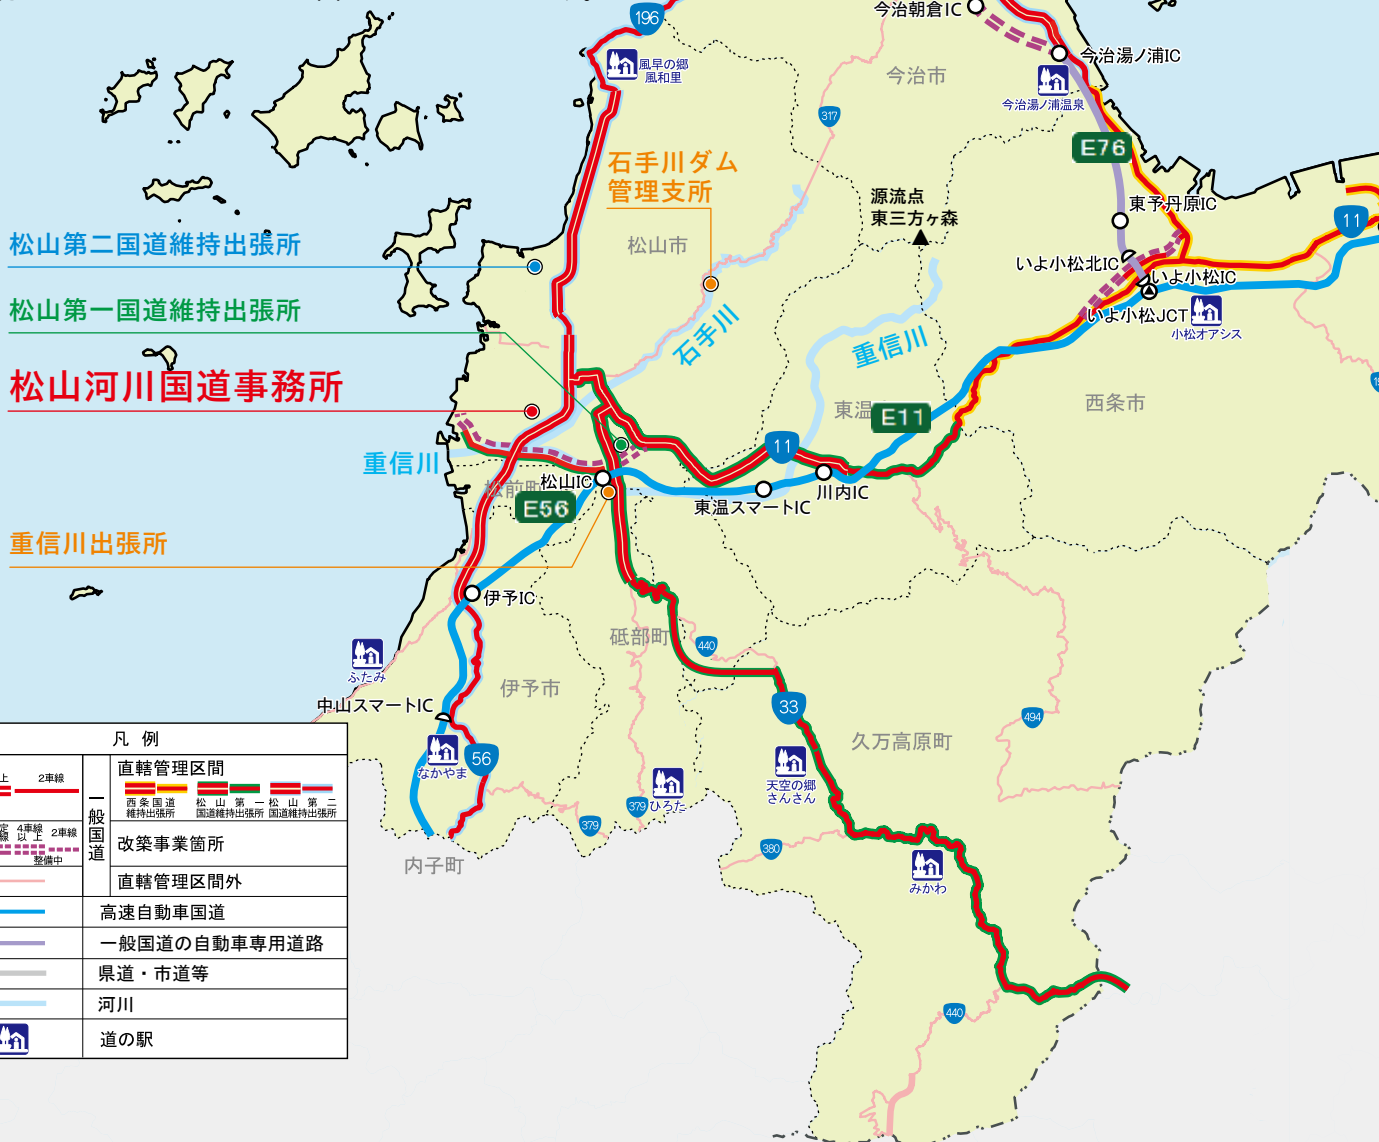 196
今治朝倉IC
今治湯ノ浦IC
風早の郷
風和里
今治市
今治湯ノ浦温泉
317
E76
石手川ダム
管理支所
源流点
東三方ヶ森
東予丹原IC
11
松山第二国道維持出張所
松山市
いよ小松北IC
いよ小松IC
いよ小松JCT
小松オアシス
松山第一国道維持出張所
石手川
重信川
松山河川国道事務所
東温
E11
西条市
11
重信川
松前町
松山IC
川内IC
東温スマートIC
E56
重信川出張所
伊予IC
砥部町
440
ふたみ
伊予市
中山スマートIC
33
494
久万高原町
56
なかやま
天空の郷
さんさん
ひろた
379
379
380
内子町
みかわ
440
凡 例
上 2車線
一般国道
直轄管理区間
西条国道
維持出張所
松山第一
国道維持出張所
松山第二
国道維持出張所
4車線
以上
2車線
整備中
改築事業箇所
直轄管理区間外
高速自動車国道
一般国道の自動車専用道路
県道・市道等
河川
道の駅